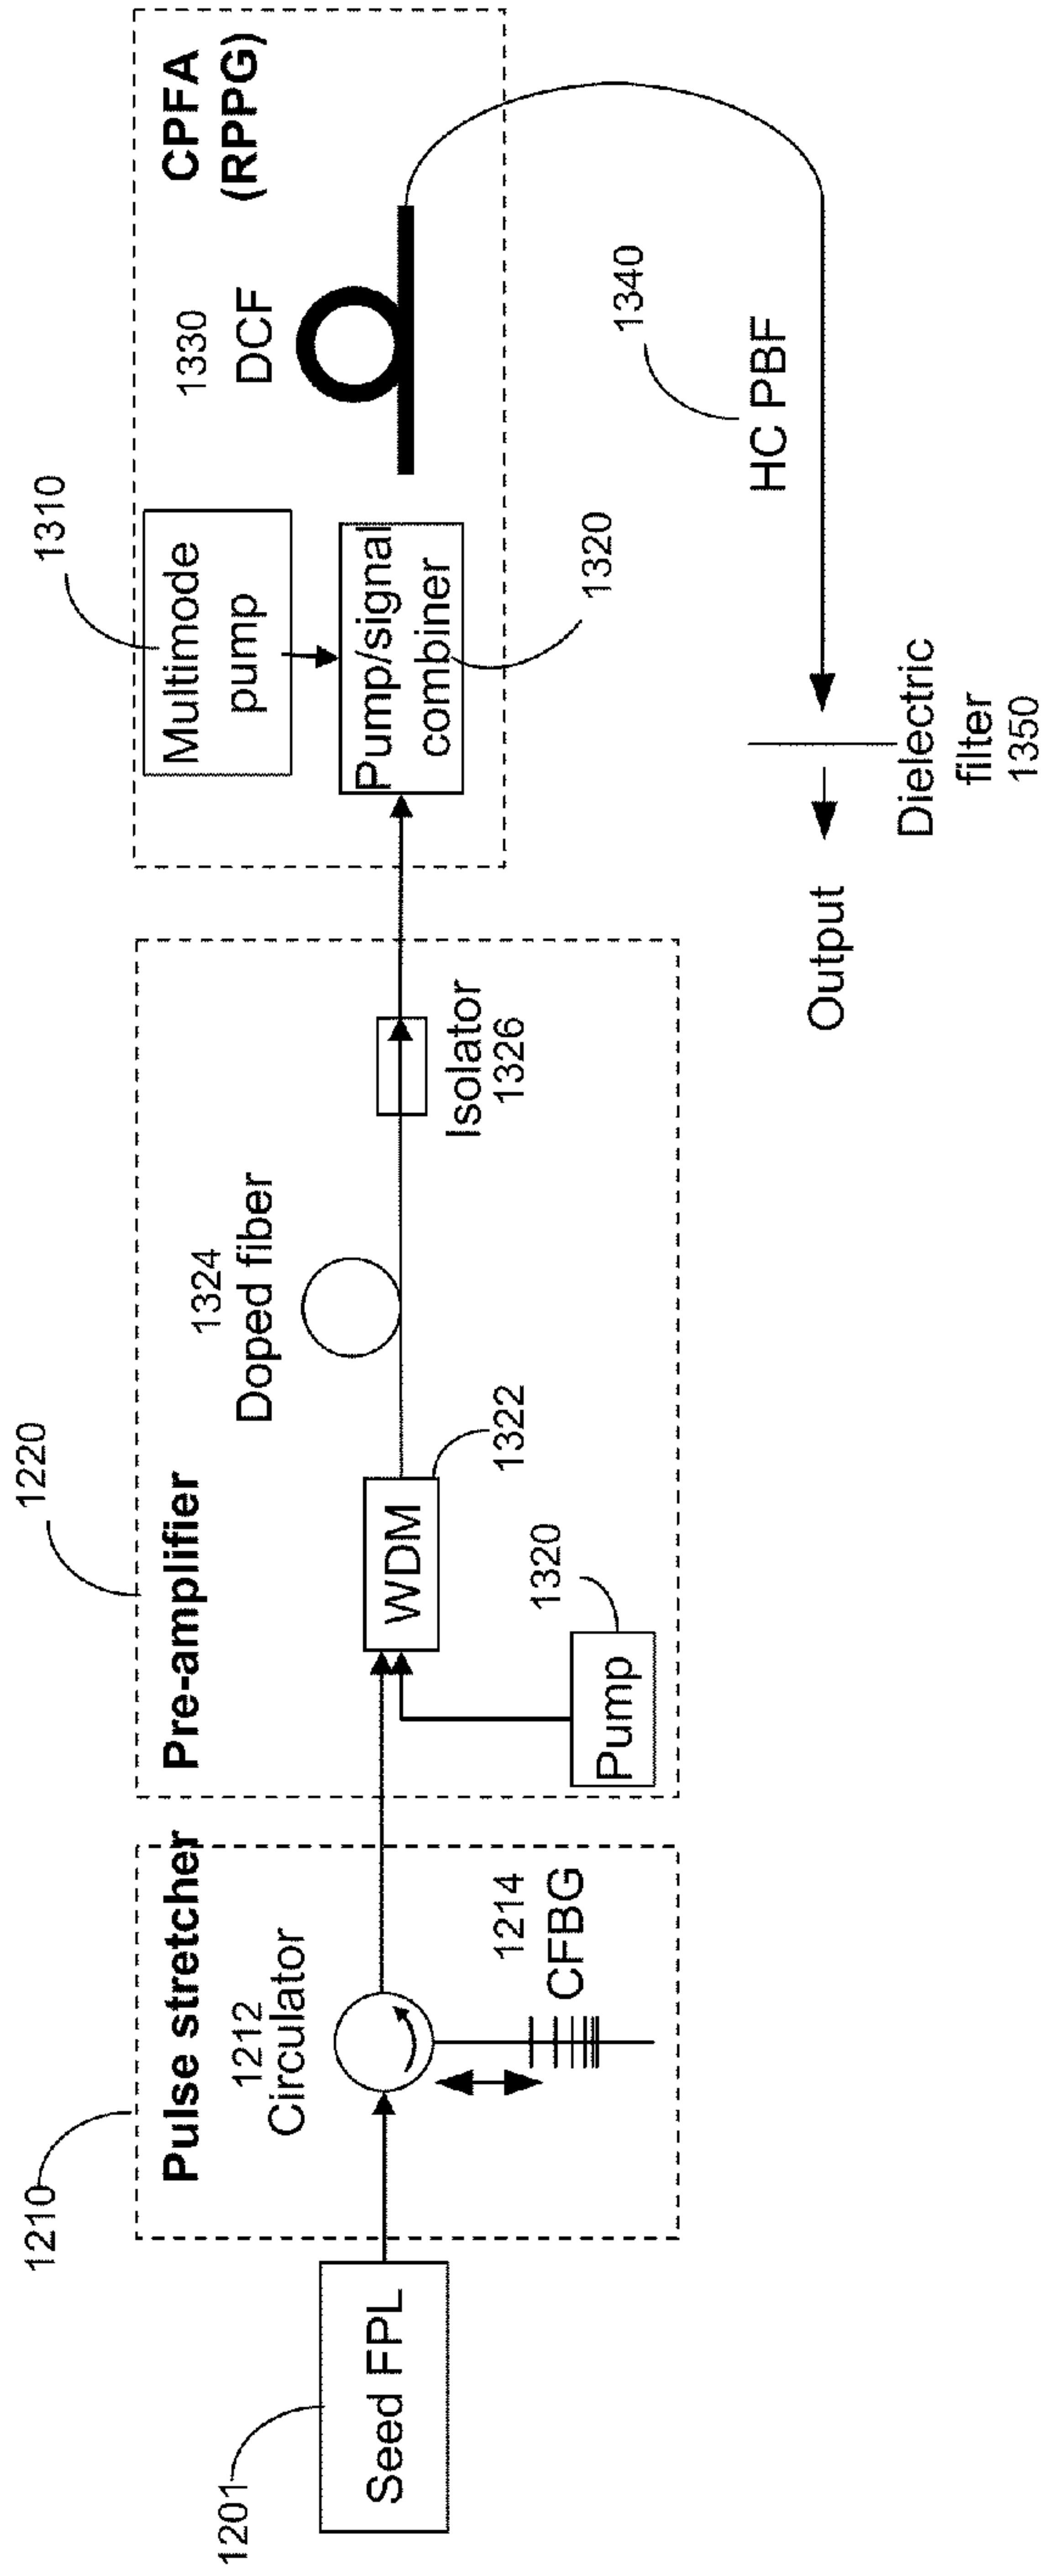 1210
Pulse stretcher
1212
Circulator
1214
CFBG
1201
Seed FPL
1220
Pre-amplifier
1324
Doped fiber
WDM
1322
Pump
1320
Isolator
1326
CPFA
(RPPG)
1310
Multimode
pump
1330
DCF
Pump/signal
combiner
1320
1340
HC PBF
Dielectric
filter
1350
Output